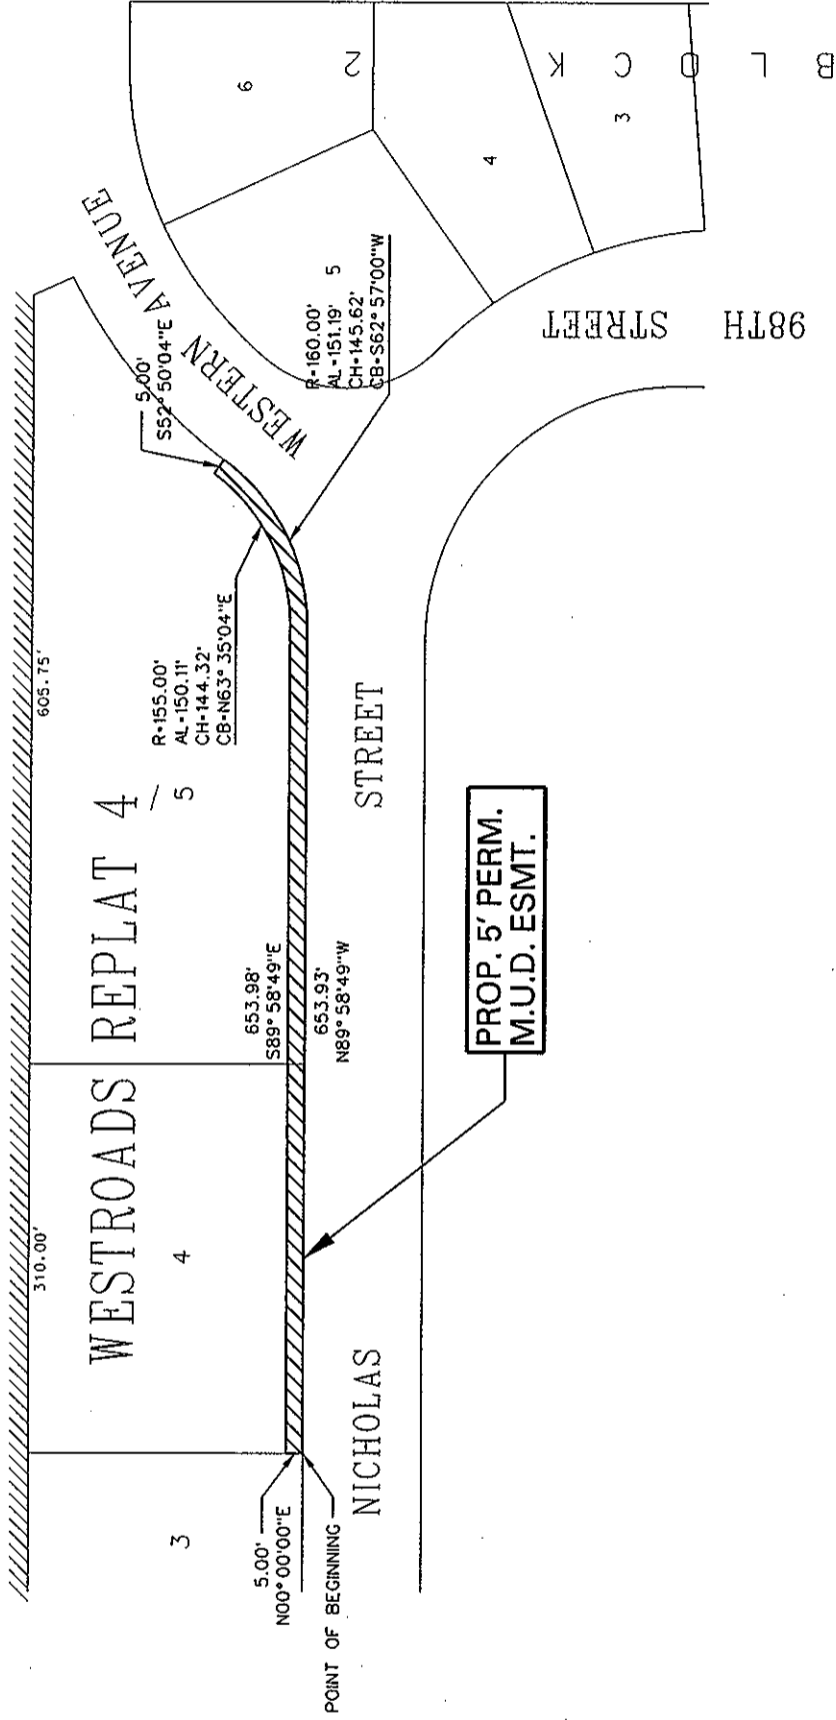 605.75'
310.00'
WESTROADS REPLAT 4
3
4
5
5.00'
N00°00'00"E
POINT OF BEGINNING
653.98'
S89°58'49"E
653.93'
N89°58'49"W
R=155.00'
AL=150.11'
CH=144.32'
CB=N63°35'04"E
5.00'
S52°50'04"E
R=160.00'
AL=151.19'
CH=145.62'
CB=S62°57'00"W
WESTERN AVENUE
NICHOLAS STREET
98TH STREET
PROP. 5' PERM.
M.U.D. ESMT.
BLOCK 2
6
5
4
3